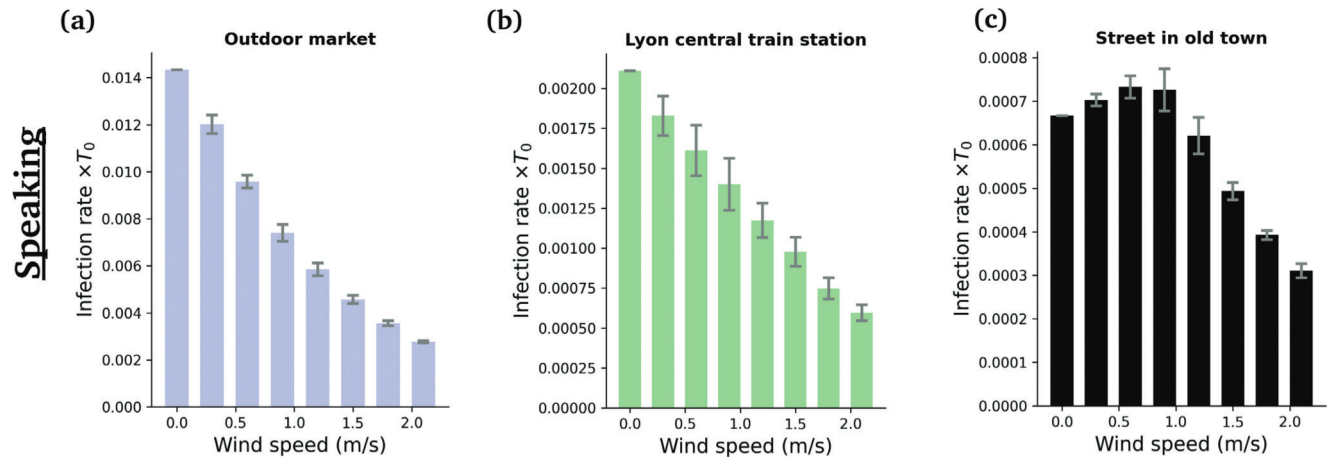 (a)
Outdoor market
0.014
0.012
0.010
0.008
0.006
0.004
0.002
0.000
Infection rate ×T₀
0.0 0.5 1.0 1.5 2.0
Wind speed (m/s)
(b)
Lyon central train station
0.00200
0.00175
0.00150
0.00125
0.00100
0.00075
0.00050
0.00025
0.00000
Infection rate ×T₀
0.0 0.5 1.0 1.5 2.0
Wind speed (m/s)
(c)
Street in old town
0.0008
0.0007
0.0006
0.0005
0.0004
0.0003
0.0002
0.0001
0.0000
Infection rate ×T₀
0.0 0.5 1.0 1.5 2.0
Wind speed (m/s)
Speaking